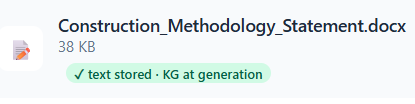 Construction_Methodology_Statement.docx
38 KB
✓ text stored · KG at generation